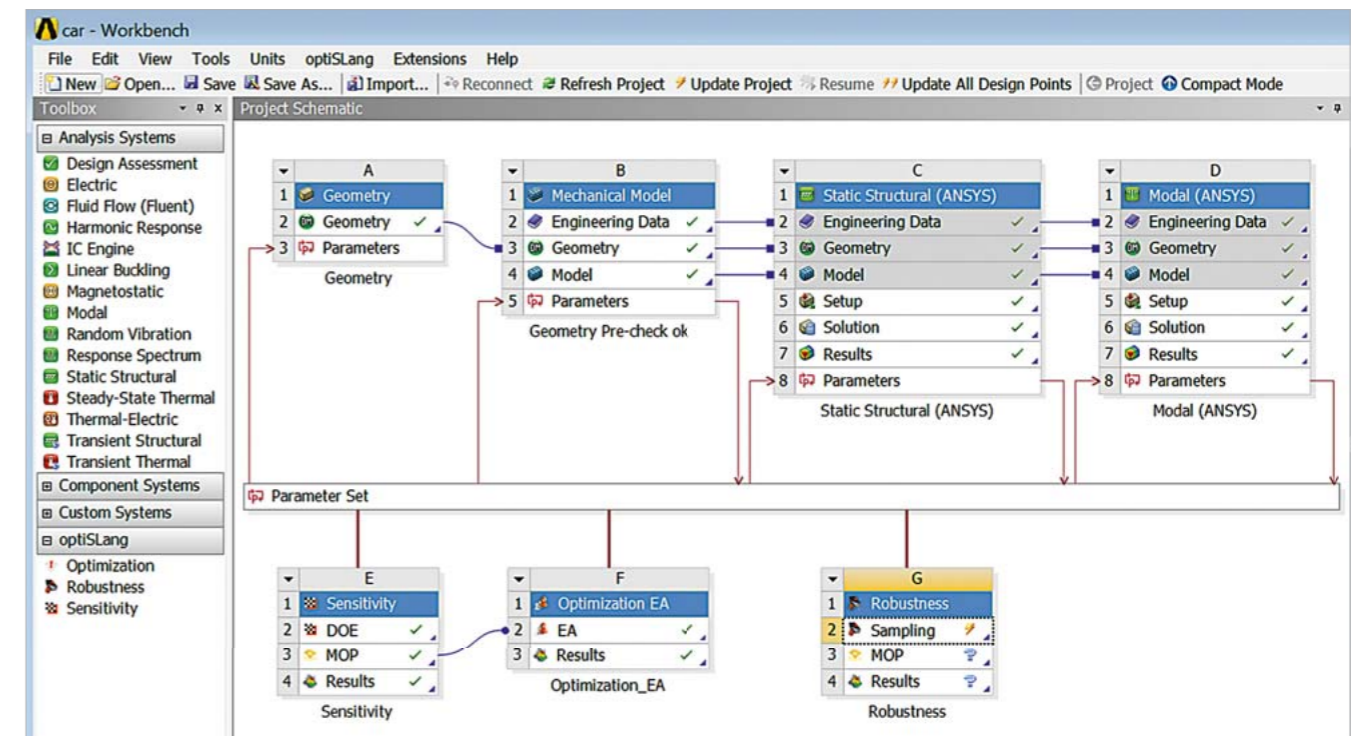 car - Workbench
File Edit View Tools Units optiSLang Extensions Help
New Open... Save Save As... Import... Reconnect Refresh Project Update Project Resume Update All Design Points Project Compact Mode
Toolbox
Project Schematic
Analysis Systems
Design Assessment
Electric
Fluid Flow (Fluent)
Harmonic Response
IC Engine
Linear Buckling
Magnetostatic
Modal
Random Vibration
Response Spectrum
Static Structural
Steady-State Thermal
Thermal-Electric
Transient Structural
Transient Thermal
Component Systems
Custom Systems
optiSLang
Optimization
Robustness
Sensitivity
A
1 Geometry
2 Geometry
3 Parameters
Geometry
B
1 Mechanical Model
2 Engineering Data
3 Geometry
4 Model
5 Parameters
Geometry Pre-check ok
C
1 Static Structural (ANSYS)
2 Engineering Data
3 Geometry
4 Model
5 Setup
6 Solution
7 Results
8 Parameters
Static Structural (ANSYS)
D
1 Modal (ANSYS)
2 Engineering Data
3 Geometry
4 Model
5 Setup
6 Solution
7 Results
8 Parameters
Modal (ANSYS)
Parameter Set
E
1 Sensitivity
2 DOE
3 MOP
4 Results
Sensitivity
F
1 Optimization EA
2 EA
3 Results
Optimization_EA
G
1 Robustness
2 Sampling
3 MOP
4 Results
Robustness